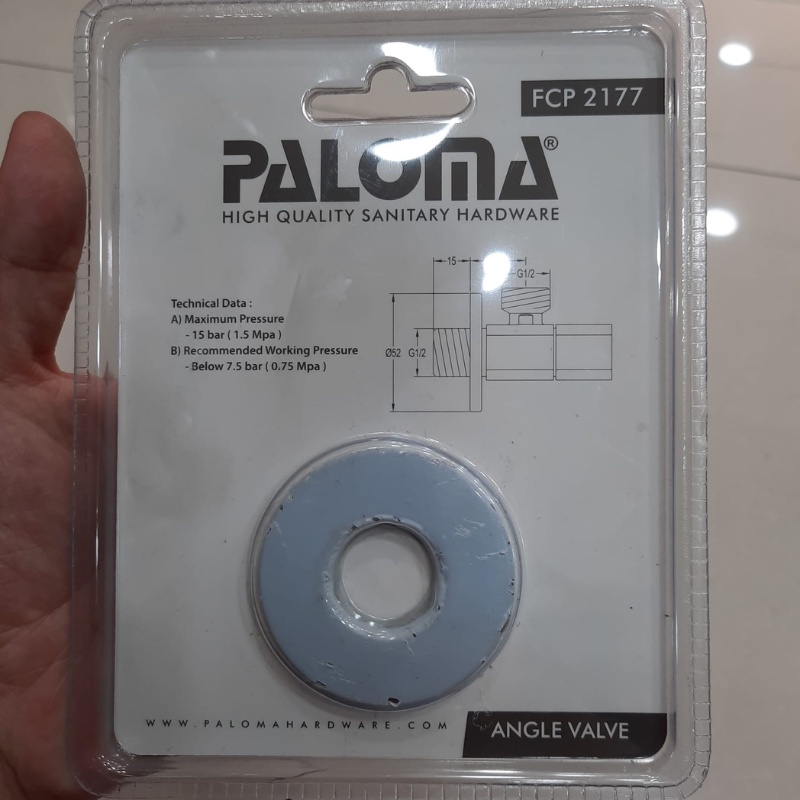 FCP 2177
PALOMA®
HIGH QUALITY SANITARY HARDWARE
15
G1/2
Technical Data :
A) Maximum Pressure
- 15 bar ( 1.5 Mpa )
B) Recommended Working Pressure
- Below 7.5 bar ( 0.75 Mpa )
Ø52
G1/2
WWW.PALOMAHARDWARE.COM
ANGLE VALVE